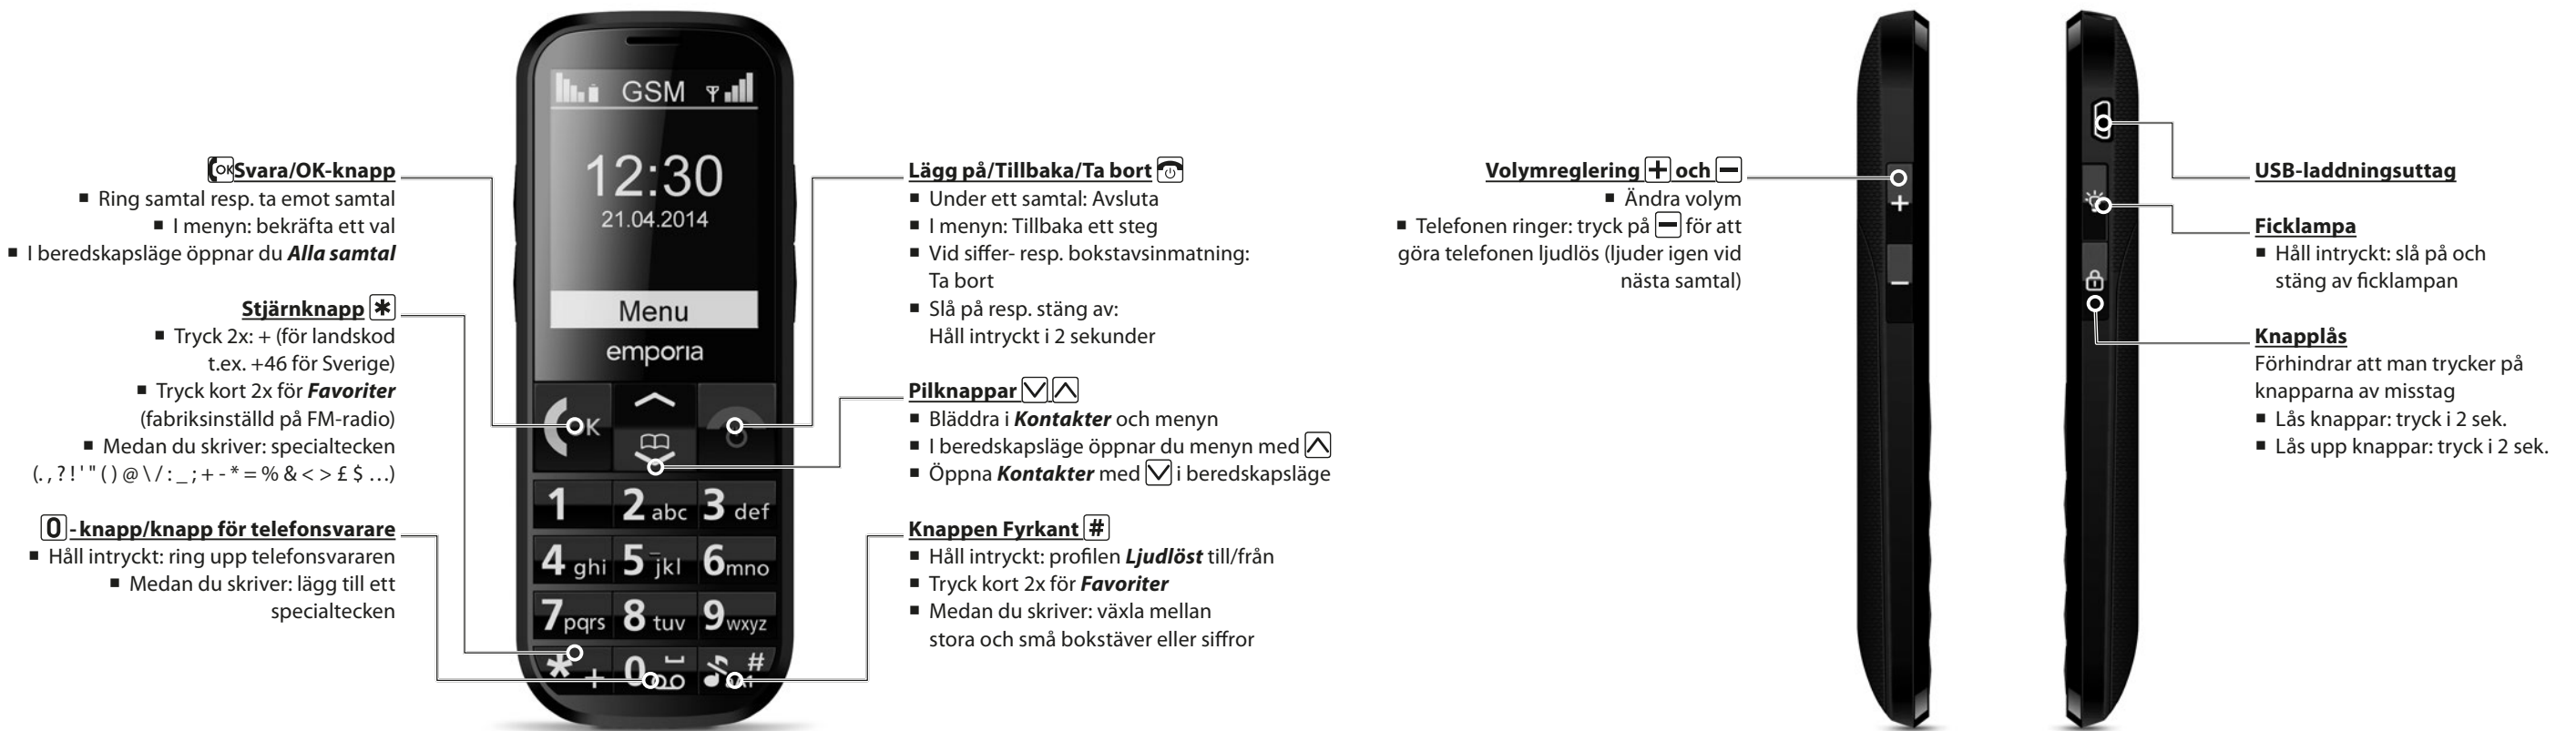 Svara/OK-knapp
■ Ring samtal resp. ta emot samtal
■ I menyn: bekräfta ett val
■ I beredskapsläge öppnar du Alla samtal
Stjärnknapp *
■ Tryck 2x: + (för landskod
t.ex. +46 för Sverige)
■ Tryck kort 2x för Favoriter
(fabriksinställd på FM-radio)
■ Medan du skriver: specialtecken
(. , ? ! ' " ( ) @ \ / : _ ; + - * = % & < > £ $ …)
0 - knapp/knapp för telefonsvarare
■ Håll intryckt: ring upp telefonsvararen
■ Medan du skriver: lägg till ett
specialtecken
GSM
12:30
21.04.2014
Menu
emporia
OK
1 2 abc 3 def
4 ghi 5 jkl 6 mno
7 pqrs 8 tuv 9 wxyz
* + 0 #
Lägg på/Tillbaka/Ta bort
■ Under ett samtal: Avsluta
■ I menyn: Tillbaka ett steg
■ Vid siffer- resp. bokstavsinmatning:
Ta bort
■ Slå på resp. stäng av:
Håll intryckt i 2 sekunder
Pilknappar
■ Bläddra i Kontakter och menyn
■ I beredskapsläge öppnar du menyn med
■ Öppna Kontakter med i beredskapsläge
Knappen Fyrkant #
■ Håll intryckt: profilen Ljudlöst till/från
■ Tryck kort 2x för Favoriter
■ Medan du skriver: växla mellan
stora och små bokstäver eller siffror
Volymreglering + och −
■ Ändra volym
■ Telefonen ringer: tryck på − för att
göra telefonen ljudlös (ljuder igen vid
nästa samtal)
+
−
USB-laddningsuttag
Ficklampa
■ Håll intryckt: slå på och
stäng av ficklampan
Knapplås
Förhindrar att man trycker på
knapparna av misstag
■ Lås knappar: tryck i 2 sek.
■ Lås upp knappar: tryck i 2 sek.